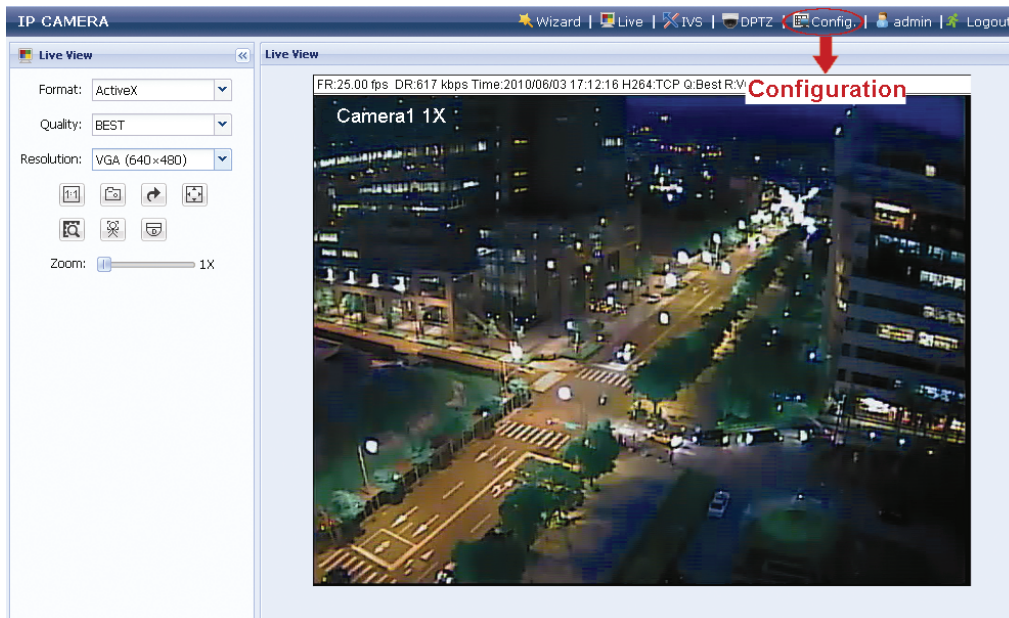 IP CAMERA
Wizard | Live | IVS | DPTZ | Config. | admin | Logout
Live View
Live View
Format: ActiveX
Quality: BEST
Resolution: VGA (640×480)
1:1
Zoom: 1X
FR:25.00 fps DR:617 kbps Time:2010/06/03 17:12:16 H264:TCP Q:Best
Configuration
Camera1 1X